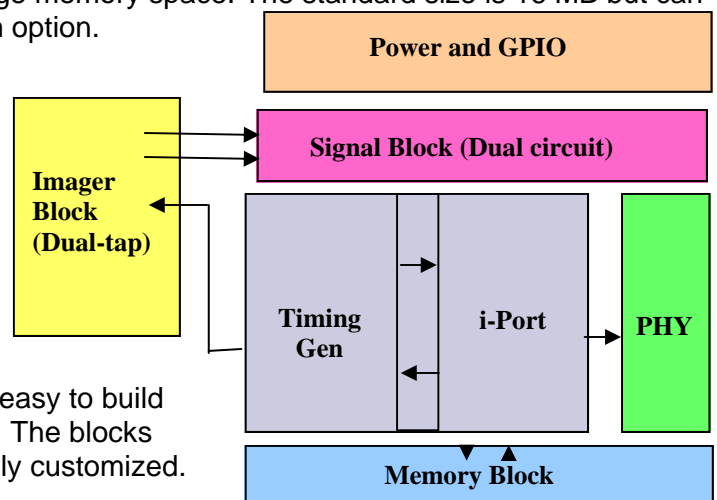 memory space. The standard size is 16 MB but can
option.
Power and GPIO
Signal Block (Dual circuit)
Imager
Block
(Dual-tap)
Timing
Gen
i-Port
PHY
easy to build
The blocks
customized.
Memory Block